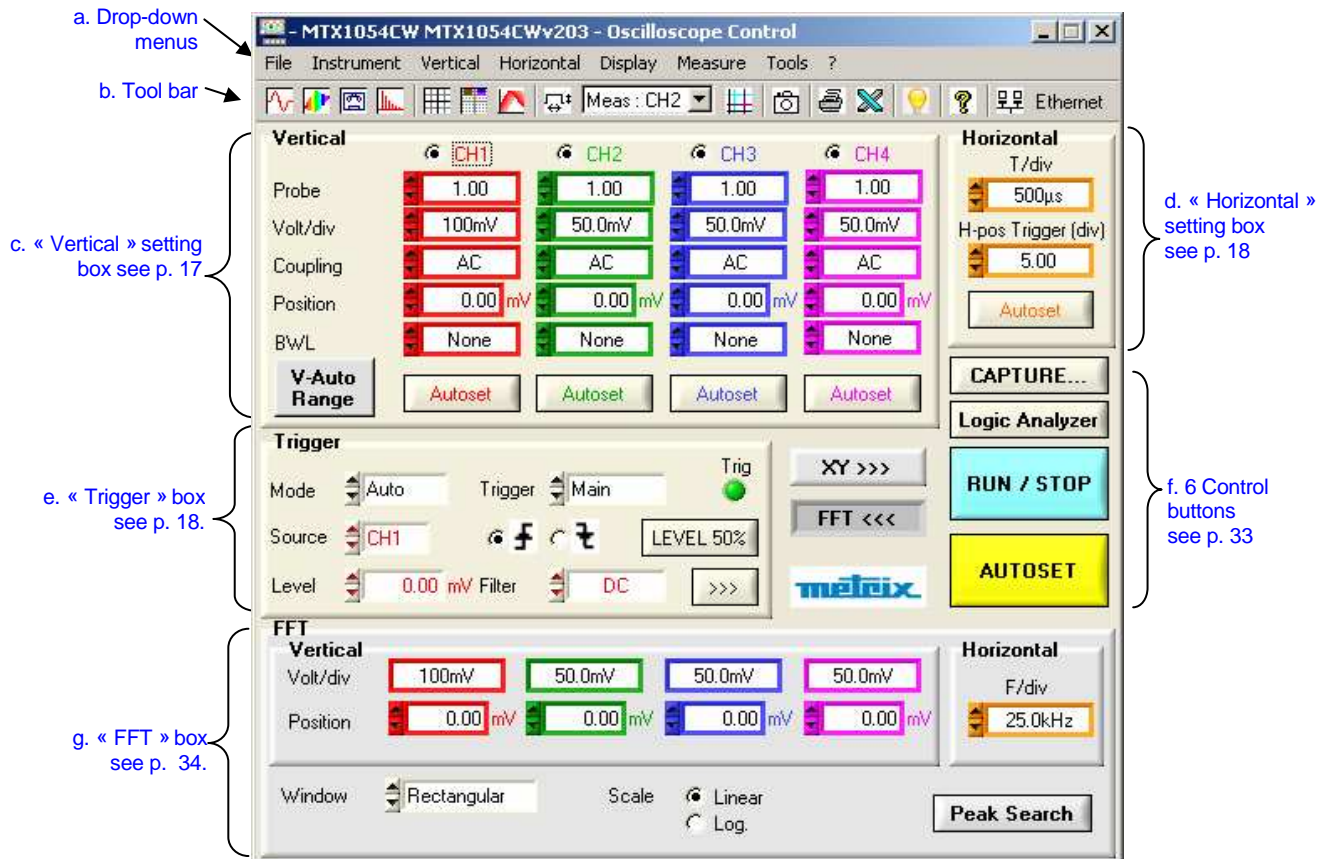 a. Drop-down
menus
- MTX1054CW MTX1054CWv203 - Oscilloscope Control
File Instrument Vertical Horizontal Display Measure Tools ?
b. Tool bar
Meas : CH2
Ethernet
Vertical
CH1 CH2 CH3 CH4
Probe 1.00 1.00 1.00 1.00
Volt/div 100mV 50.0mV 50.0mV 50.0mV
Coupling AC AC AC AC
Position 0.00 mV 0.00 mV 0.00 mV 0.00 mV
BWL None None None None
V-Auto
Range
Autoset Autoset Autoset Autoset
c. « Vertical » setting
box see p. 17
Horizontal
T/div
500µs
H-pos Trigger (div)
5.00
Autoset
d. « Horizontal »
setting box
see p. 18
Trigger
Mode Auto Trigger Main Trig
Source CH1 LEVEL 50%
Level 0.00 mV Filter DC >>>
e. « Trigger » box
see p. 18.
XY >>>
FFT <<<
metrix
CAPTURE...
Logic Analyzer
RUN / STOP
AUTOSET
f. 6 Control
buttons
see p. 33
FFT
Vertical
Volt/div 100mV 50.0mV 50.0mV 50.0mV
Position 0.00 mV 0.00 mV 0.00 mV 0.00 mV
Horizontal
F/div
25.0kHz
g. « FFT » box
see p. 34.
Window Rectangular Scale Linear
Log.
Peak Search